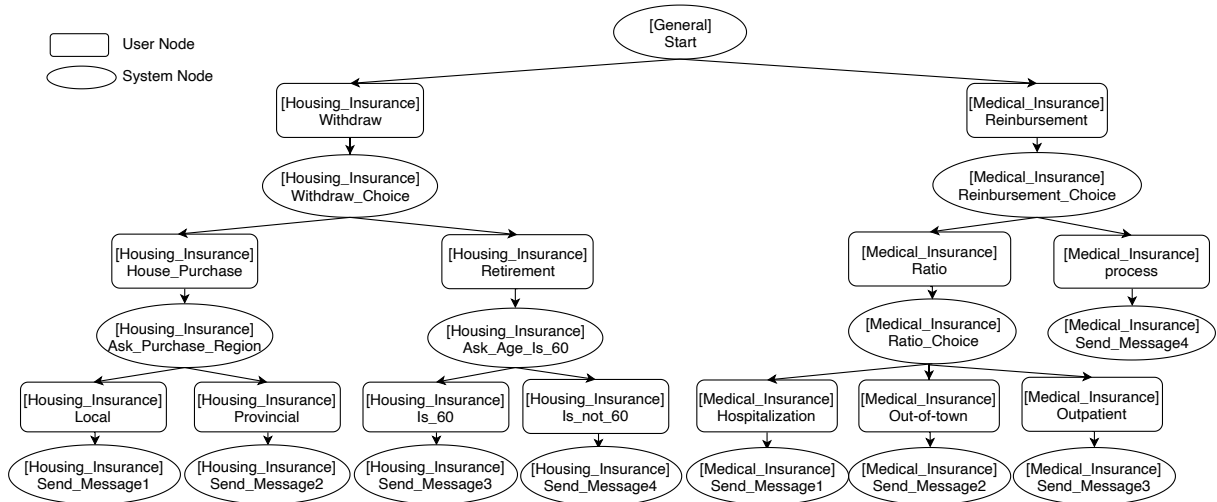 [General]
Start
User Node
System Node
[Housing_Insurance]
Withdraw
[Medical_Insurance]
Reinbursement
[Housing_Insurance]
Withdraw_Choice
[Medical_Insurance]
Reinbursement_Choice
[Housing_Insurance]
House_Purchase
[Housing_Insurance]
Retirement
[Medical_Insurance]
Ratio
[Medical_Insurance]
process
[Housing_Insurance]
Ask_Purchase_Region
[Housing_Insurance]
Ask_Age_Is_60
[Medical_Insurance]
Ratio_Choice
[Medical_Insurance]
Send_Message4
[Housing_Insurance]
Local
[Housing_Insurance]
Provincial
[Housing_Insurance]
Is_60
[Housing_Insurance]
Is_not_60
[Medical_Insurance]
Hospitalization
[Medical_Insurance]
Out-of-town
[Medical_Insurance]
Outpatient
[Housing_Insurance]
Send_Message1
[Housing_Insurance]
Send_Message2
[Housing_Insurance]
Send_Message3
[Housing_Insurance]
Send_Message4
[Medical_Insurance]
Send_Message1
[Medical_Insurance]
Send_Message2
[Medical_Insurance]
Send_Message3